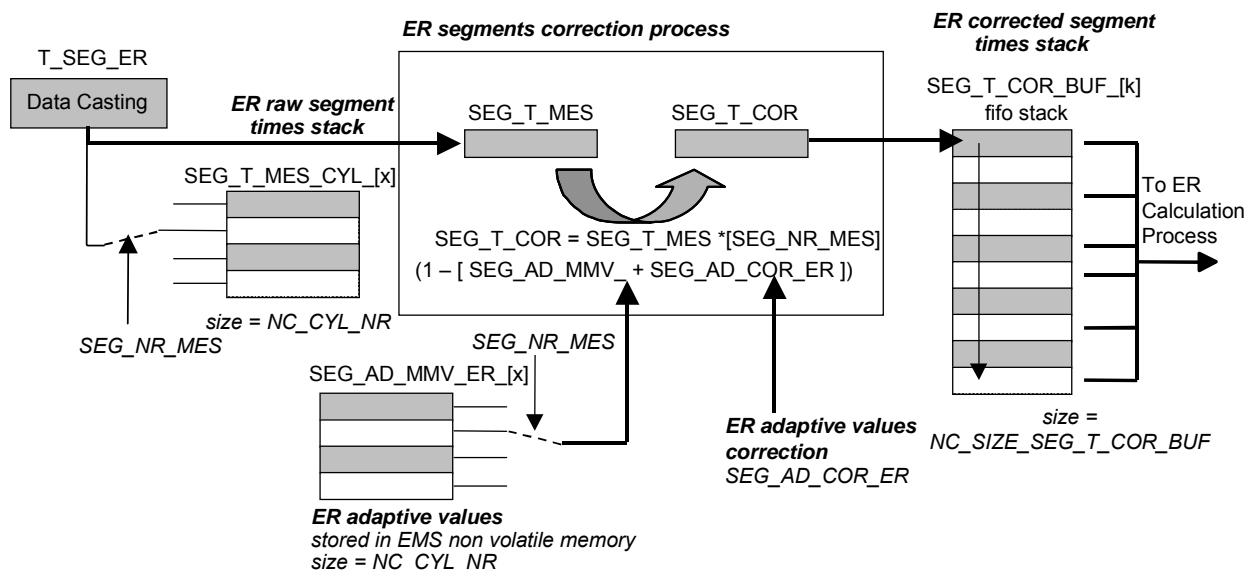 T_SEG_ER
Data Casting
ER raw segment
times stack
SEG_T_MES_CYL_[x]
size = NC_CYL_NR
SEG_NR_MES
ER segments correction process
SEG_T_MES
SEG_T_COR
SEG_T_COR = SEG_T_MES *[SEG_NR_MES]
(1 – [ SEG_AD_MMV_ + SEG_AD_COR_ER ])
SEG_NR_MES
SEG_AD_MMV_ER_[x]
ER adaptive values
stored in EMS non volatile memory
size = NC_CYL_NR
ER adaptive values
correction
SEG_AD_COR_ER
ER corrected segment
times stack
SEG_T_COR_BUF_[k]
fifo stack
To ER
Calculation
Process
size =
NC_SIZE_SEG_T_COR_BUF